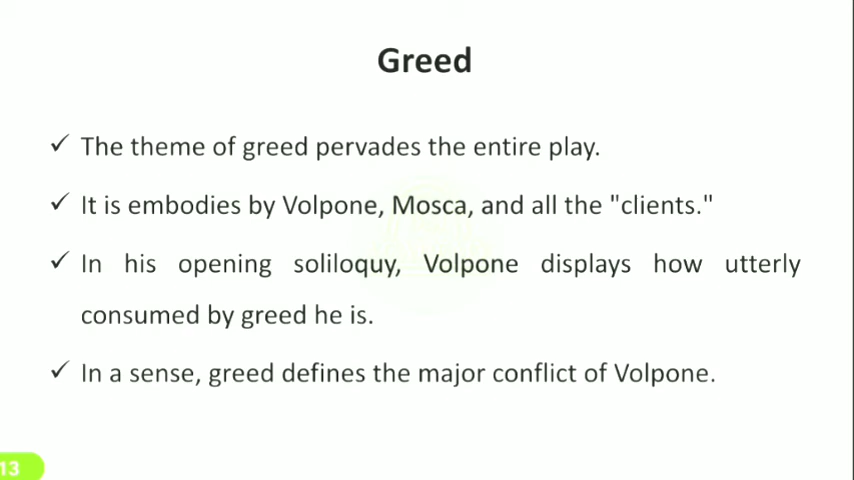 Greed
✓ The theme of greed pervades the entire play.
✓ It is embodies by Volpone, Mosca, and all the "clients."
✓ In his opening soliloquy, Volpone displays how utterly
consumed by greed he is.
✓ In a sense, greed defines the major conflict of Volpone.
13